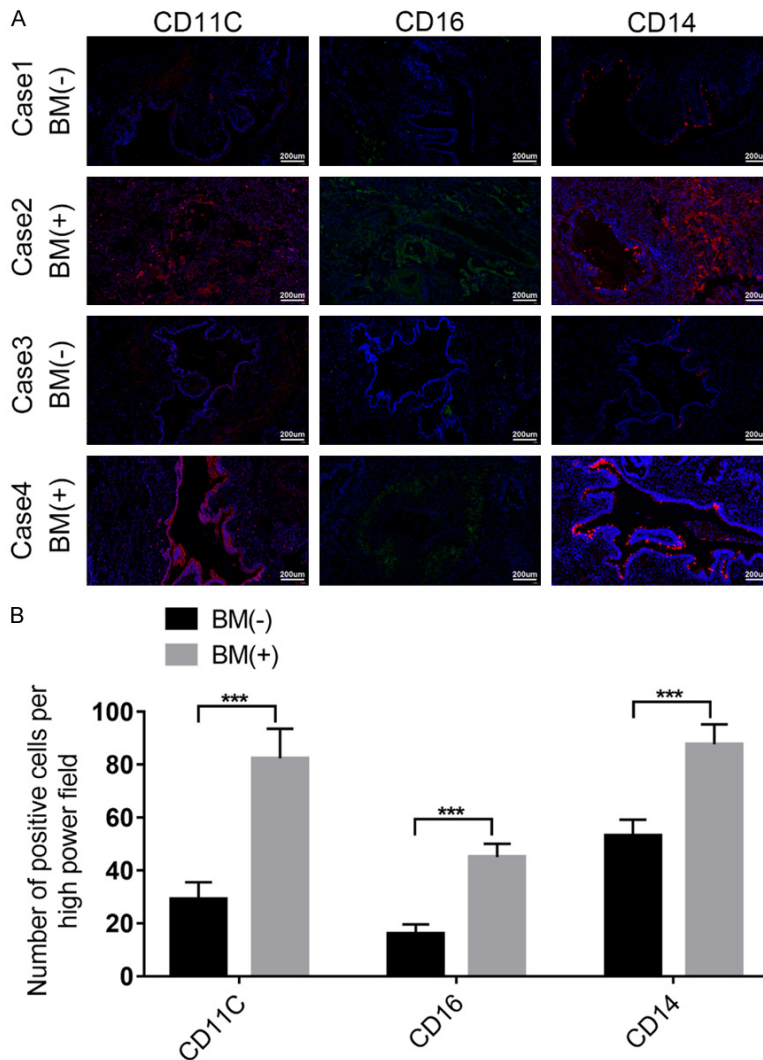 A
CD11C CD16 CD14
Case1
BM(-)
200um 200um 200um
Case2
BM(+)
200um 200um 200um
Case3
BM(-)
200um 200um 200um
Case4
BM(+)
200um 200um 200um
B
BM(-)
BM(+)
Number of positive cells per
high power field
100
80
60
40
20
0
*** *** ***
CD11C CD16 CD14